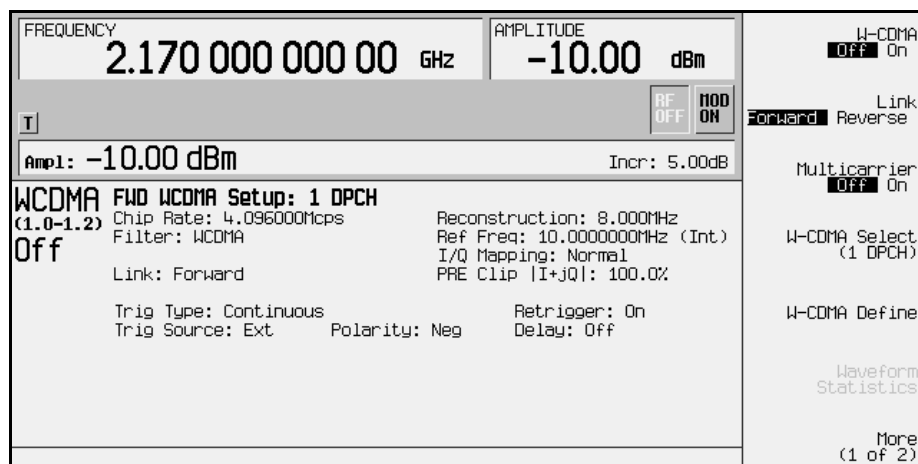 FREQUENCY
2.170 000 000 00 GHz
AMPLITUDE
-10.00 dBm
T
RF OFF
MOD ON
Ampl: -10.00 dBm
Incr: 5.00dB
WCDMA
(1.0-1.2)
Off
FWD WCDMA Setup: 1 DPCH
Chip Rate: 4.096000Mcps
Reconstruction: 8.000MHz
Filter: WCDMA
Ref Freq: 10.0000000MHz (Int)
I/Q Mapping: Normal
Link: Forward
PRE Clip |I+jQ|: 100.0%
Trig Type: Continuous
Retrigger: On
Trig Source: Ext
Polarity: Neg
Delay: Off
W-CDMA
Off On
Link
Forward Reverse
Multicarrier
Off On
W-CDMA Select
(1 DPCH)
W-CDMA Define
Waveform
Statistics
More
(1 of 2)